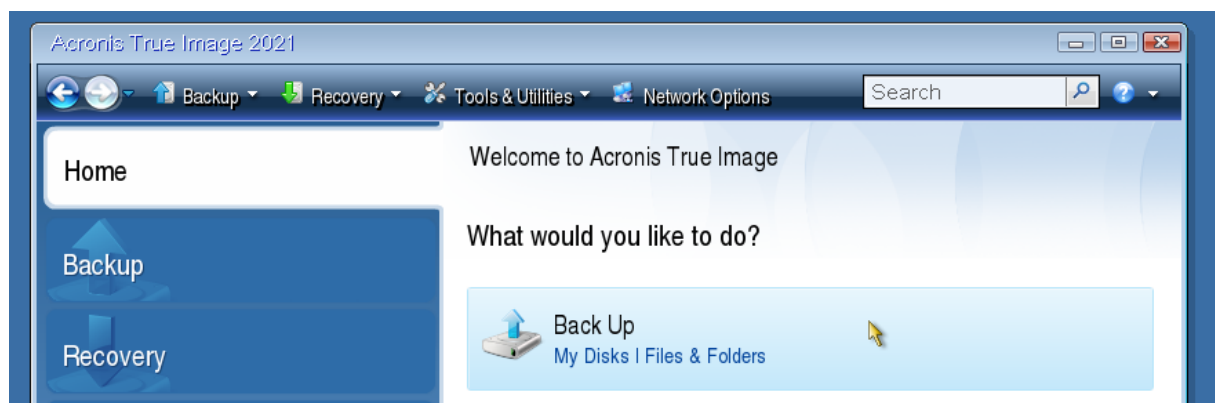 Acronis True Image 2021
Backup Recovery Tools & Utilities Network Options Search
Home
Backup
Recovery
Welcome to Acronis True Image
What would you like to do?
Back Up
My Disks | Files & Folders